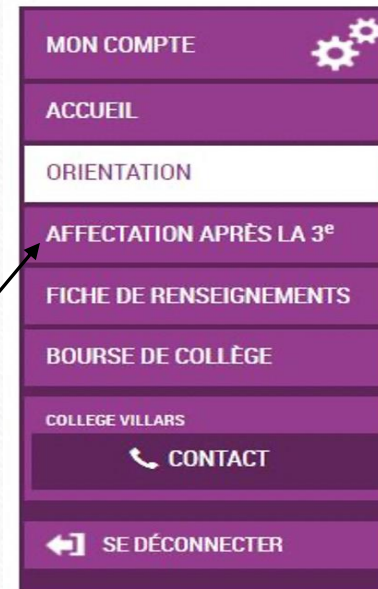 MON COMPTE
ACCUEIL
ORIENTATION
AFFECTATION APRÈS LA 3e
FICHE DE RENSEIGNEMENTS
BOURSE DE COLLÈGE
COLLEGE VILLARS
CONTACT
SE DÉCONNECTER